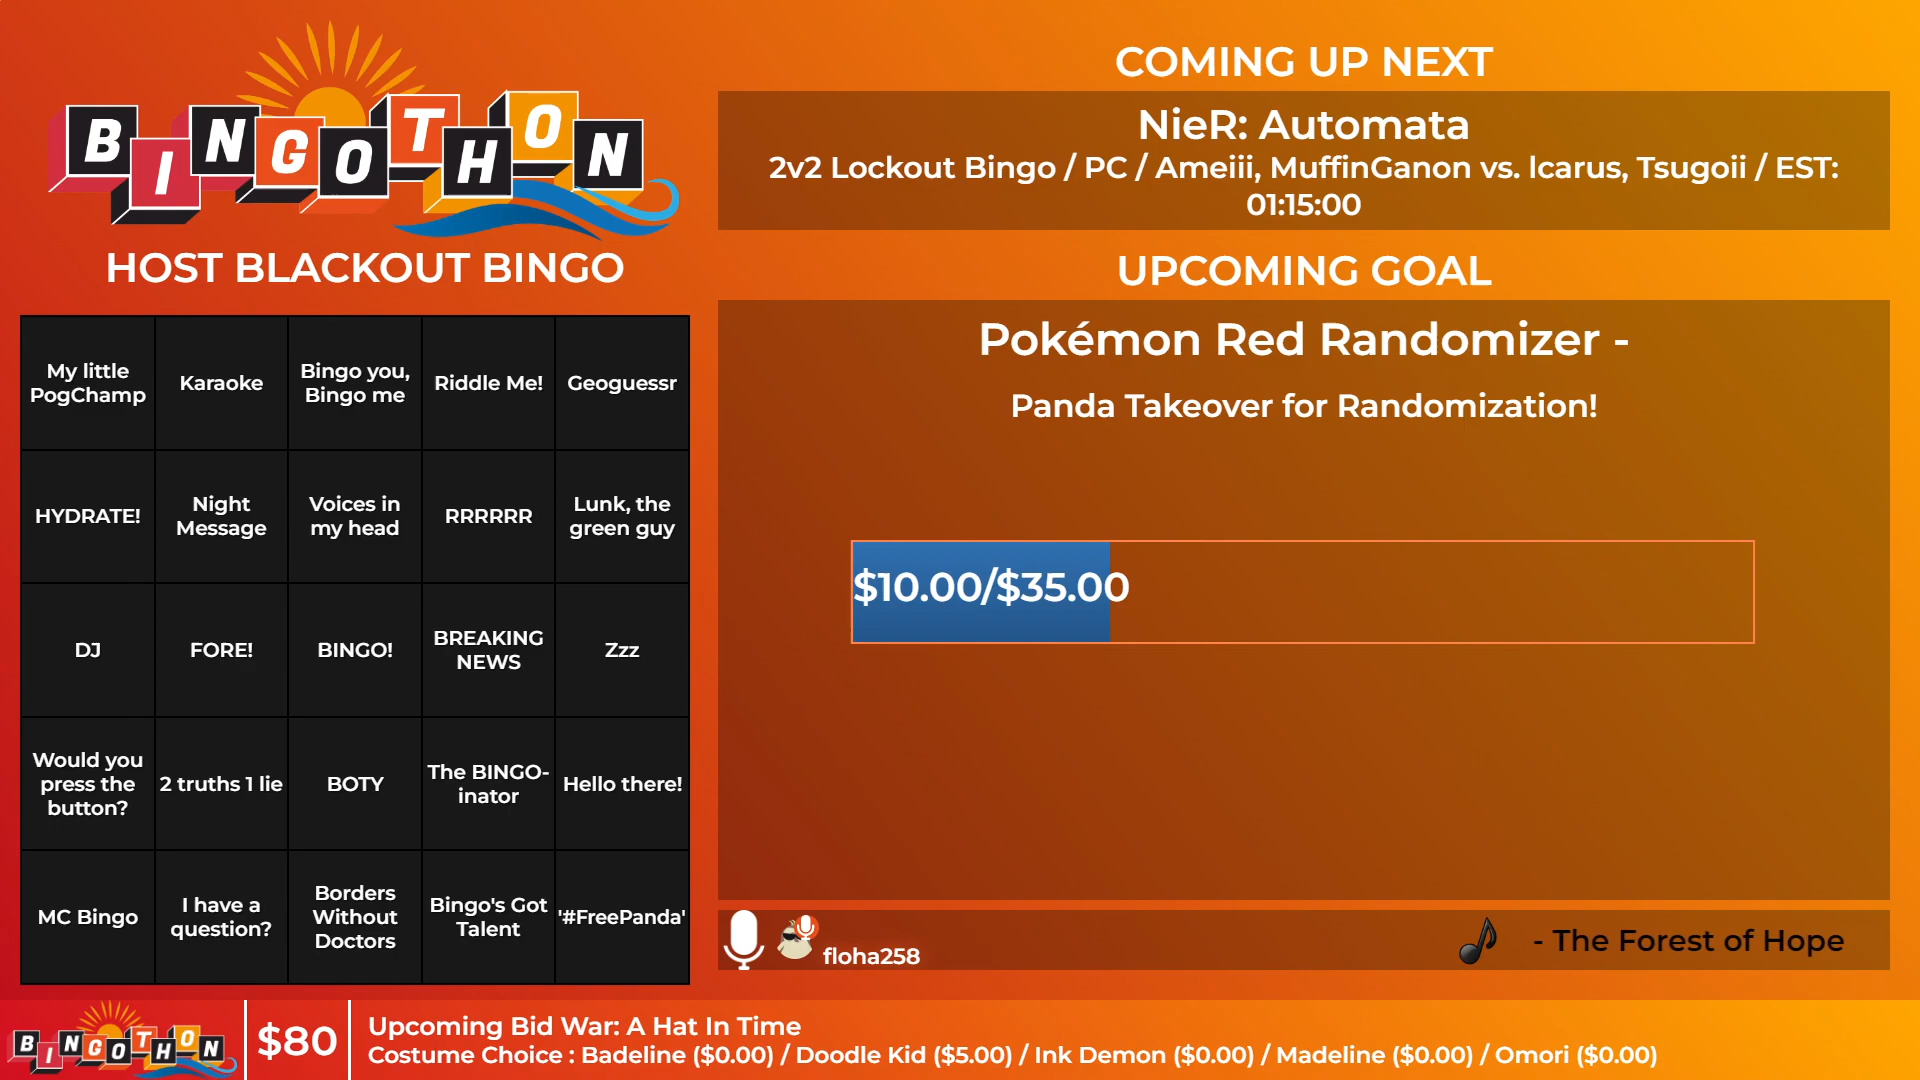 BINGOTHON
HOST BLACKOUT BINGO
My little
PogChamp
Karaoke
Bingo you,
Bingo me
Riddle Me!
Geoguessr
HYDRATE!
Night
Message
Voices in
my head
RRRRRR
Lunk, the
green guy
DJ
FORE!
BINGO!
BREAKING
NEWS
Zzz
Would you
press the
button?
2 truths 1 lie
BOTY
The BINGO-
inator
Hello there!
MC Bingo
I have a
question?
Borders
Without
Doctors
Bingo's Got
Talent
'#FreePanda'
COMING UP NEXT
NieR: Automata
2v2 Lockout Bingo / PC / Ameiii, MuffinGanon vs. Icarus, Tsugoii / EST:
01:15:00
UPCOMING GOAL
Pokémon Red Randomizer -
Panda Takeover for Randomization!
$10.00/$35.00
floha258
- The Forest of Hope
BINGOTHON
$80
Upcoming Bid War: A Hat In Time
Costume Choice : Badeline ($0.00) / Doodle Kid ($5.00) / Ink Demon ($0.00) / Madeline ($0.00) / Omori ($0.00)